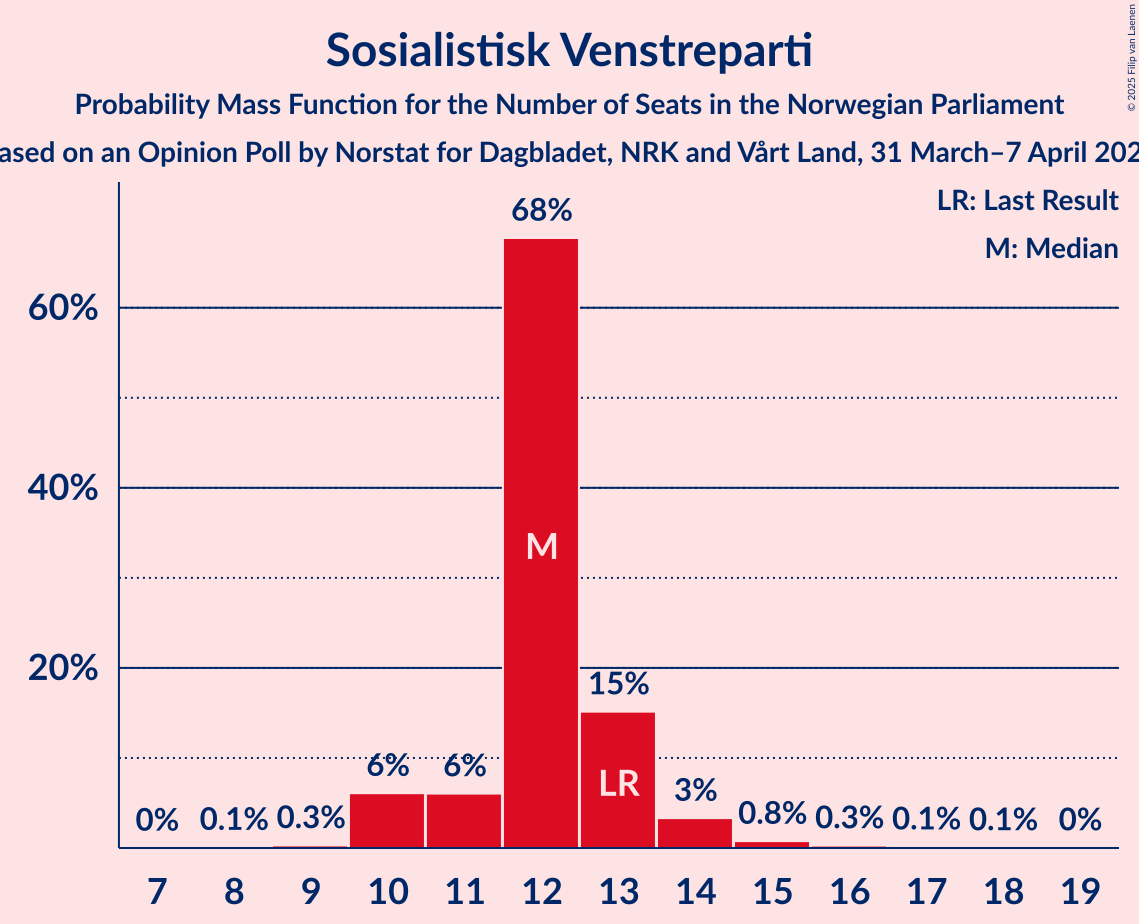 Sosialistisk Venstreparti
Probability Mass Function for the Number of Seats in the Norwegian Parliament
on an Opinion Poll by Norstat for Dagbladet, NRK and Vårt Land, 31 March–7 April
© 2025 Filip van Laenen
LR: Last Result
M: Median
60%
40%
20%
0%
0.1%
0.3%
6%
6%
68%
M
15%
LR
3%
0.8%
0.3%
0.1%
0.1%
0%
7 8 9 10 11 12 13 14 15 16 17 18 19